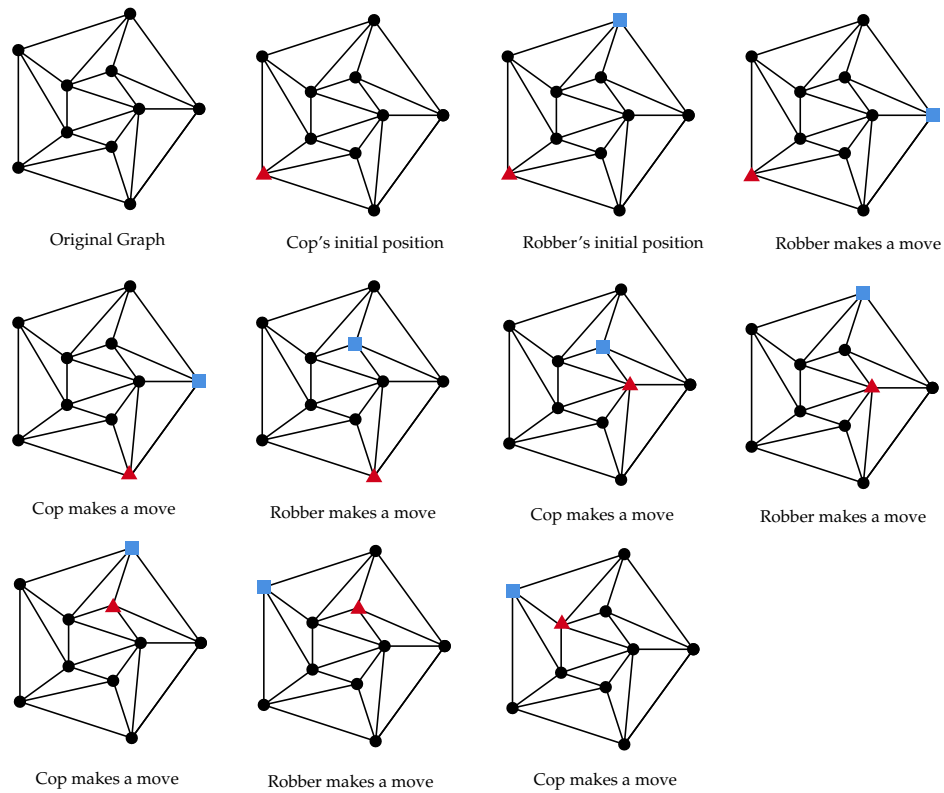 Original Graph
Cop's initial position
Robber's initial position
Robber makes a move
Cop makes a move
Robber makes a move
Cop makes a move
Robber makes a move
Cop makes a move
Robber makes a move
Cop makes a move